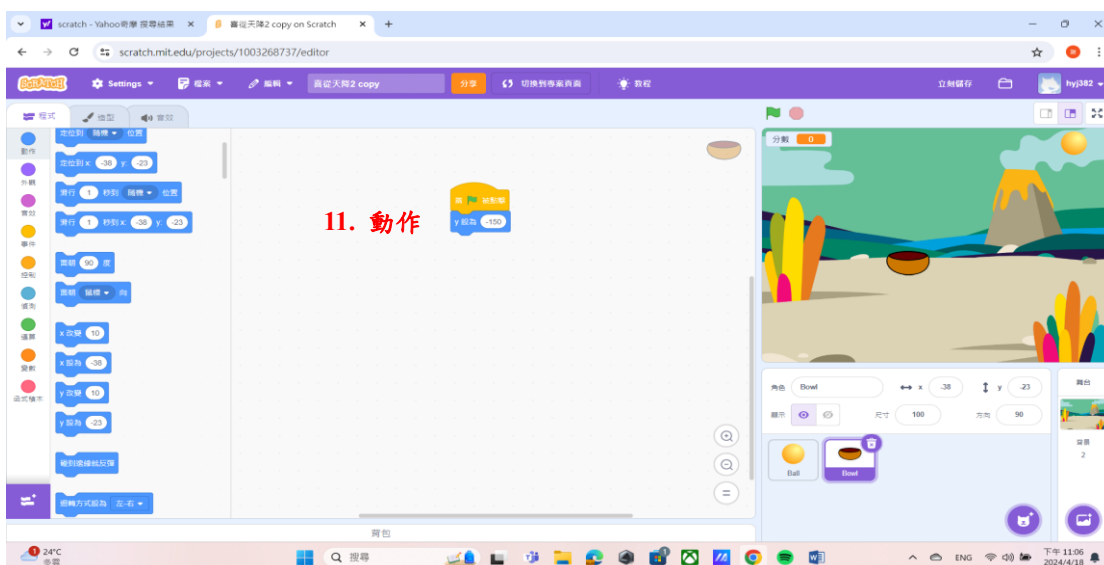 scratch - Yahoo奇摩 搜尋結果
喜從天降2 copy on Scratch
scratch.mit.edu/projects/1003268737/editor
SCRATCH Settings 檔案 編輯 喜從天降2 copy 分享 切換到專案頁面 教程 立刻儲存 hyj382
程式 造型 音效
動作
外觀
音效
事件
控制
偵測
運算
變數
函式積木
定位到 隨機 位置
定位到 x: -38 y: -23
滑行 1 秒到 隨機 位置
滑行 1 秒到 x: -38 y: -23
面朝 90 度
面朝 鼠標 向
x 改變 10
x 設為 -38
y 改變 10
y 設為 -23
碰到邊緣就反彈
迴轉方式設為 左-右
當 被點擊
y 設為 -150
11. 動作
背包
分數 0
角色 Bowl x -38 y -23
顯示 尺寸 100 方向 90
Ball
Bowl
舞台
背景
2
24°C
多雲
搜尋
ENG
下午 11:06
2024/4/18